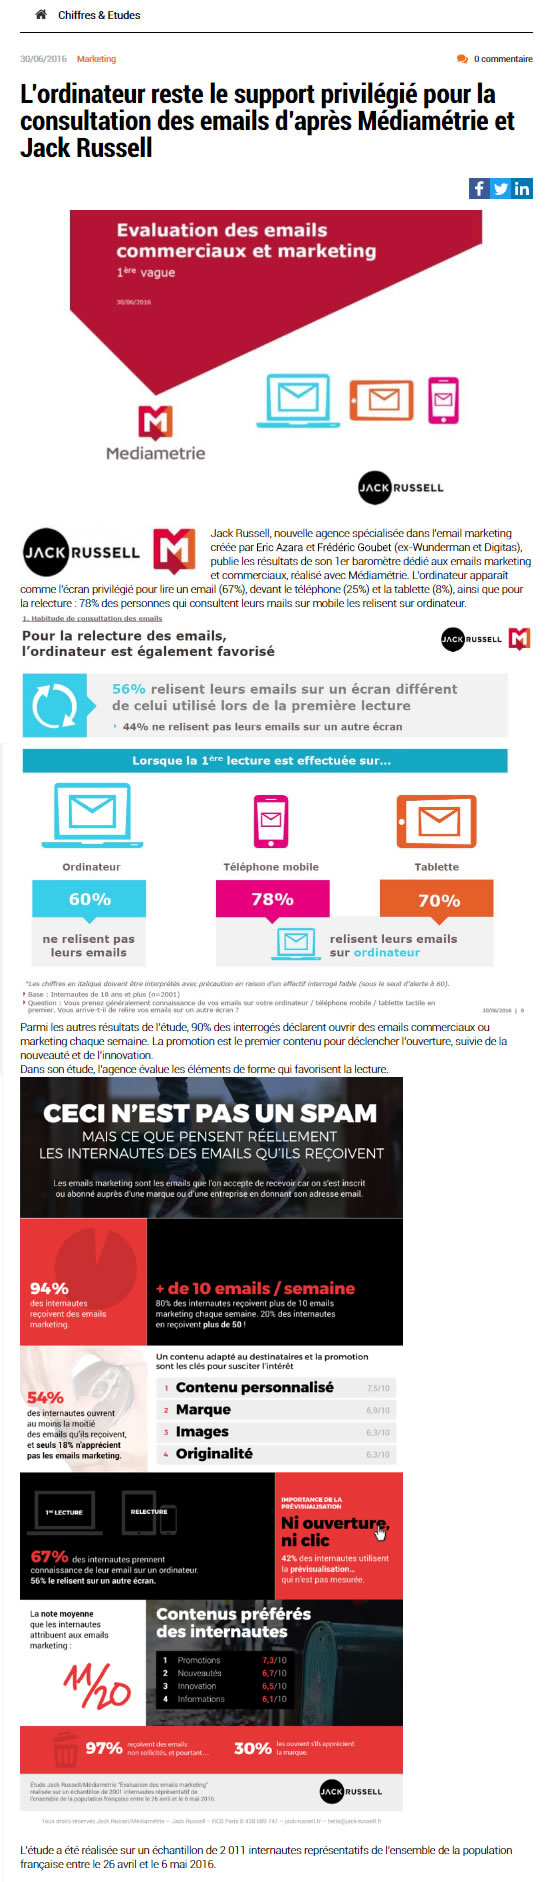 Chiffres & Etudes
30/06/2016 Marketing
0 commentaire
L'ordinateur reste le support privilégié pour la
consultation des emails d'après Médiamétrie et
Jack Russell
Evaluation des emails
commerciaux et marketing
1ère vague
30/06/2016
Mediametrie
JACK RUSSELL
JACK RUSSELL
Jack Russell, nouvelle agence spécialisée dans l'email marketing
créée par Eric Azara et Frédéric Goubet (ex-Wunderman et Digitas),
publie les résultats de son 1er baromètre dédié aux emails marketing
et commerciaux, réalisé avec Médiamétrie. L'ordinateur apparaît
comme l'écran privilégié pour lire un email (67%), devant le téléphone (25%) et la tablette (8%), ainsi que pour
la relecture : 78% des personnes qui consultent leurs mails sur mobile les relisent sur ordinateur.
1. Habitude de consultation des emails
Pour la relecture des emails,
l'ordinateur est également favorisé
JACK RUSSELL
56% relisent leurs emails sur un écran différent
de celui utilisé lors de la première lecture
44% ne relisent pas leurs emails sur un autre écran
Lorsque la 1ère lecture est effectuée sur...
Ordinateur
Téléphone mobile
Tablette
60%
78%
70%
ne relisent pas
leurs emails
relisent leurs emails
sur ordinateur
*Les chiffres en italique doivent être interprétés avec précaution en raison d'un effectif interrogé faible (sous le seuil d'alerte à 60).
Base : Internautes de 18 ans et plus (n=2001)
Question : Vous prenez généralement connaissance de vos emails sur votre ordinateur / téléphone mobile / tablette tactile en
premier. Vous arrive-t-il de relire vos emails sur un autre écran ?
30/06/2016 | 8
Parmi les autres résultats de l'étude, 90% des interrogés déclarent ouvrir des emails commerciaux ou
marketing chaque semaine. La promotion est le premier contenu pour déclencher l'ouverture, suivie de la
nouveauté et de l'innovation.
Dans son étude, l'agence évalue les éléments de forme qui favorisent la lecture.
CECI N'EST PAS UN SPAM
MAIS CE QUE PENSENT RÉELLEMENT
LES INTERNAUTES DES EMAILS QU'ILS REÇOIVENT
Les emails marketing sont les emails que l'on accepte de recevoir car on s'est inscrit
ou abonné auprès d'une marque ou d'une entreprise en donnant son adresse email.
94%
des internautes
reçoivent des emails
marketing.
+ de 10 emails / semaine
80% des internautes reçoivent plus de 10 emails
marketing chaque semaine. 20% des internautes
en reçoivent plus de 50 !
54%
des internautes ouvrent
au moins la moitié
des emails qu'ils reçoivent,
et seuls 18% n'apprécient
pas les emails marketing.
Un contenu adapté au destinataires et la promotion
sont les clés pour susciter l'intérêt
1 Contenu personnalisé 7,5/10
2 Marque 6,9/10
3 Images 6,3/10
4 Originalité 6,3/10
1re LECTURE
RELECTURE
67% des internautes prennent
connaissance de leur email sur un ordinateur.
56% le relisent sur un autre écran.
IMPORTANCE DE LA
PRÉVISUALISATION
Ni ouverture,
ni clic
42% des internautes utilisent
la prévisualisation...
qui n'est pas mesurée.
La note moyenne
que les internautes
attribuent aux emails
marketing :
11/20
Contenus préférés
des internautes
1 Promotions 7,3/10
2 Nouveautés 6,7/10
3 Innovation 6,5/10
4 Informations 6,1/10
97% reçoivent des emails
non sollicités, et pourtant...
30% les ouvrent s'ils apprécient
la marque.
Étude Jack Russell/Médiamétrie "Évaluation des emails marketing"
réalisée sur un échantillon de 2001 internautes représentatif de
l'ensemble de la population française entre le 26 avril et le 6 mai 2016.
JACK RUSSELL
Tous droits réservés Jack Russell/Médiamétrie – Jack Russell – RCS Paris B 438 689 747 – jack-russell.fr – hello@jack-russell.fr
L'étude a été réalisée sur un échantillon de 2 011 internautes représentatifs de l'ensemble de la population
française entre le 26 avril et le 6 mai 2016.